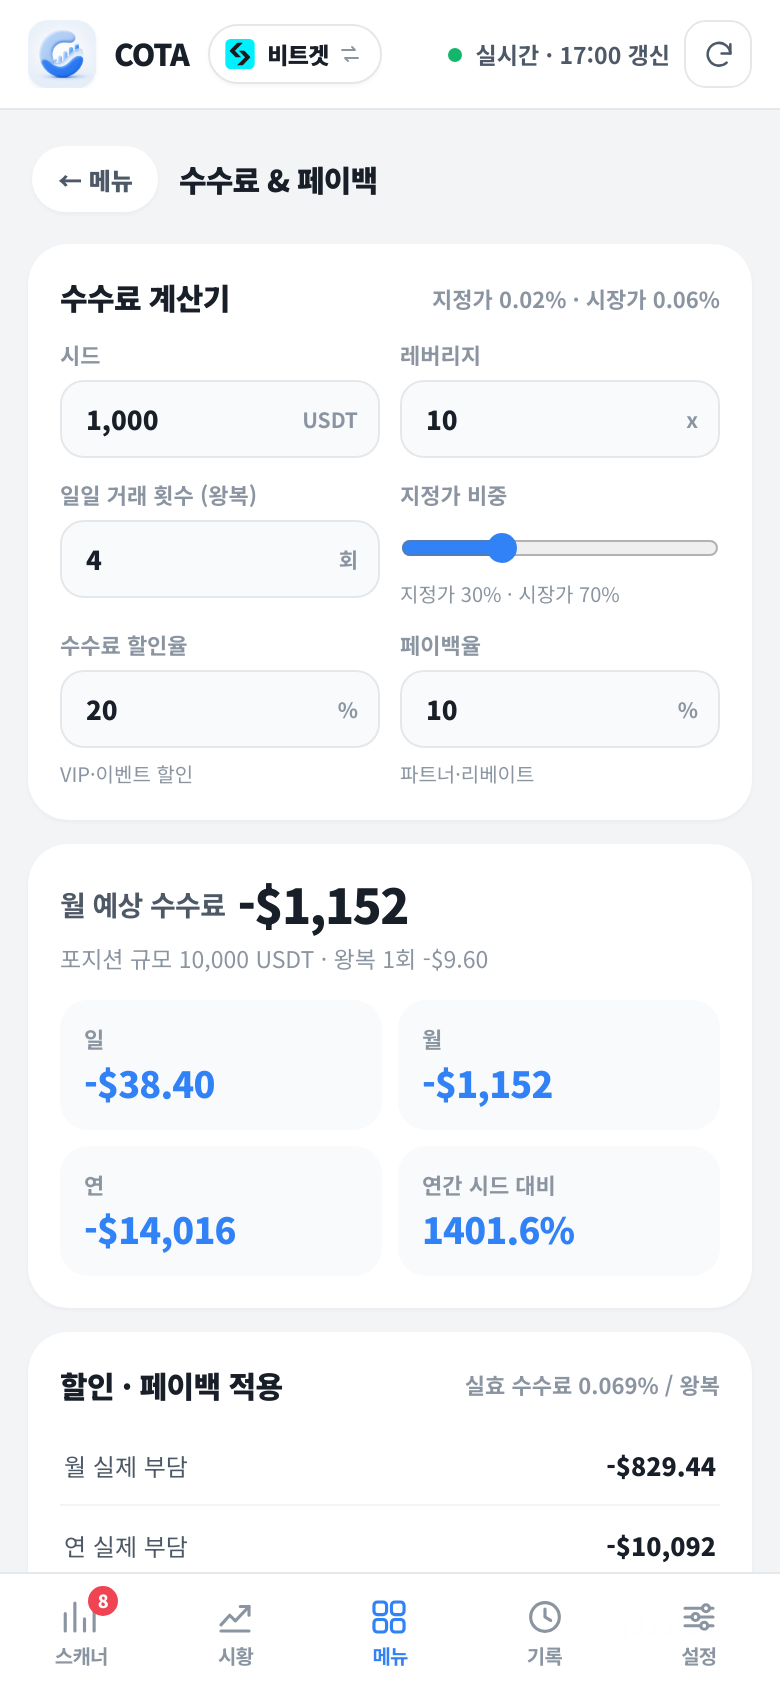 COTA
비트겟
실시간 · 17:00 갱신
← 메뉴
수수료 & 페이백
수수료 계산기
지정가 0.02% · 시장가 0.06%
시드
레버리지
1,000 USDT
10 x
일일 거래 횟수 (왕복)
지정가 비중
4 회
지정가 30% · 시장가 70%
수수료 할인율
페이백율
20 %
10 %
VIP·이벤트 할인
파트너·리베이트
월 예상 수수료 -$1,152
포지션 규모 10,000 USDT · 왕복 1회 -$9.60
일
-$38.40
월
-$1,152
연
-$14,016
연간 시드 대비
1401.6%
할인 · 페이백 적용
실효 수수료 0.069% / 왕복
월 실제 부담
-$829.44
연 실제 부담
-$10,092
8
스캐너
시황
메뉴
기록
설정